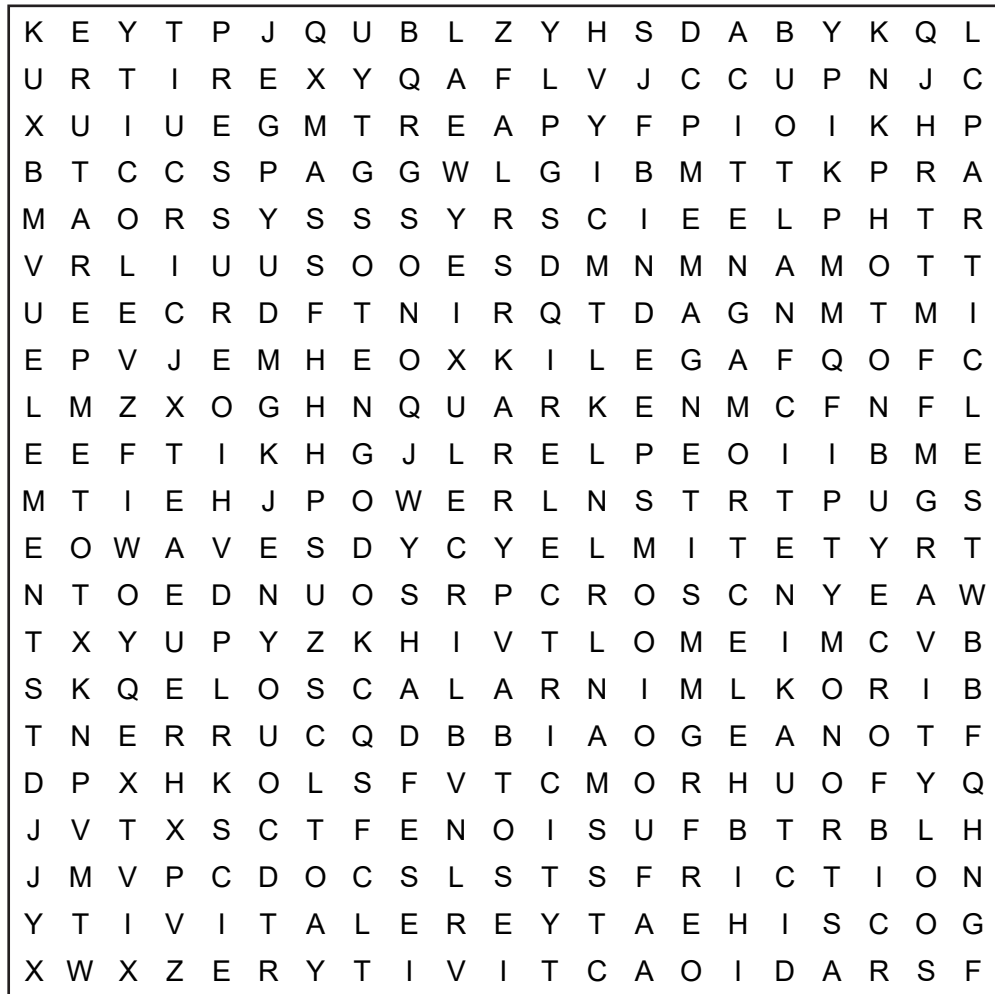 K E Y T P J Q U B L Z Y H S D A B Y K Q L
U R T I R E X Y Q A F L V J C C U P N J C
X U I U E G M T R E A P Y F P I O I K H P
B T C C S P A G G W L G I B M T T K P R A
M A O R S Y S S S Y R S C I E E L P H T R
V R L I U U S O O E S D M N M N A M O T T
U E E C R D F T N I R Q T D A G N M T M I
E P V J E M H E O X K I L E G A F Q O F C
L M Z X O G H N Q U A R K E N M C F N F L
E E F T I K H G J L R E L P E O I I B M E
M T I E H J P O W E R L N S T R T P U G S
E O W A V E S D Y C Y E L M I T E T Y R T
N T O E D N U O S R P C R O S C N Y E A W
T X Y U P Y Z K H I V T L O M E I M C V B
S K Q E L O S C A L A R N I M L K O R I B
T N E R R U C Q D B B I A O G E A N O T F
D P X H K O L S F V T C M O R H U O F Y Q
J V T X S C T F E N O I S U F B T R B L H
J M V P C D O C S L S T S F R I C T I O N
Y T I V I T A L E R E Y T A E H I S C O G
X W X Z E R Y T I V I T C A O I D A R S F